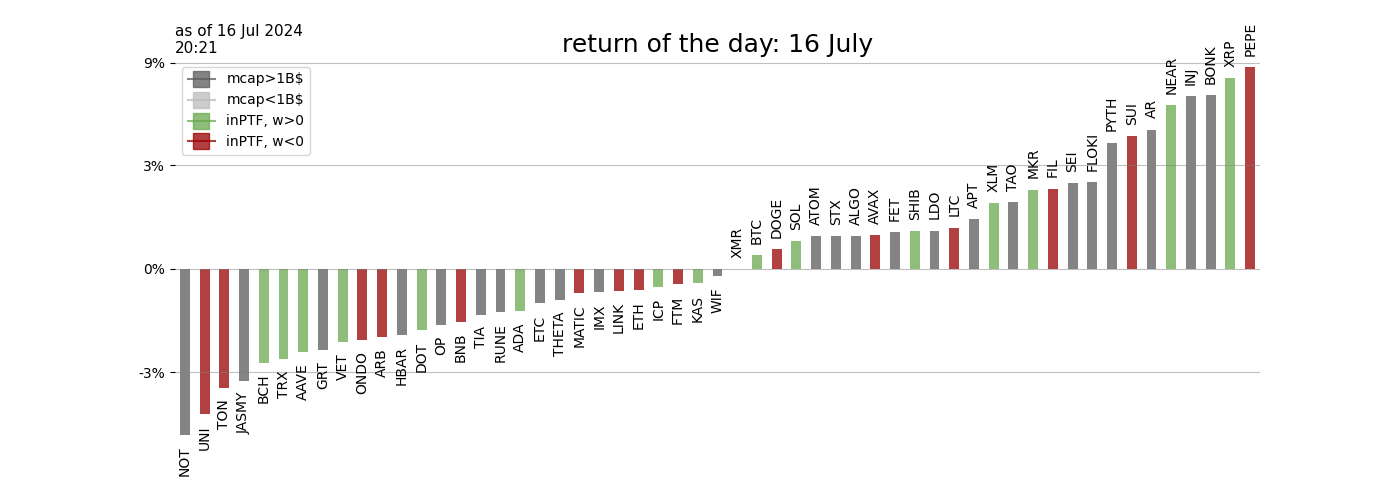 as of 16 Jul 2024
20:21
return of the day: 16 July
9%
3%
0%
-3%
mcap>1B$
mcap<1B$
inPTF, w>0
inPTF, w<0
NOT
UNI
TON
JASMY
BCH
TRX
AAVE
GRT
VET
ONDO
ARB
HBAR
DOT
OP
BNB
TIA
RUNE
ADA
ETC
THETA
MATIC
IMX
LINK
ETH
ICP
FTM
KAS
WIF
XMR
BTC
DOGE
SOL
ATOM
STX
ALGO
AVAX
FET
SHIB
LDO
LTC
APT
XLM
TAO
MKR
FIL
SEI
FLOKI
PYTH
SUI
AR
NEAR
INJ
BONK
XRP
PEPE